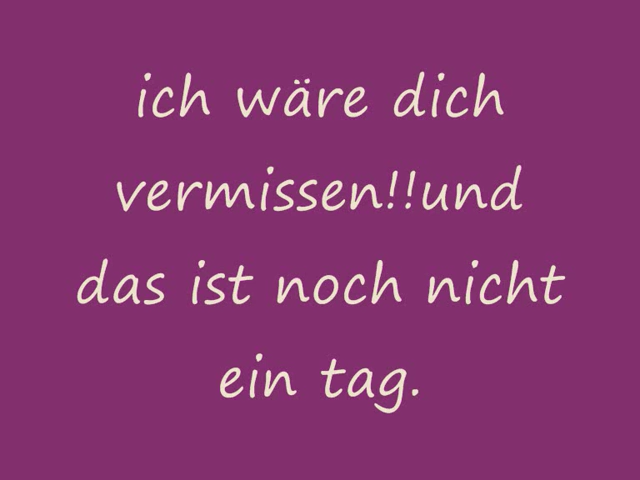 ich wäre dich
vermissen!!und
das ist noch nicht
ein tag.